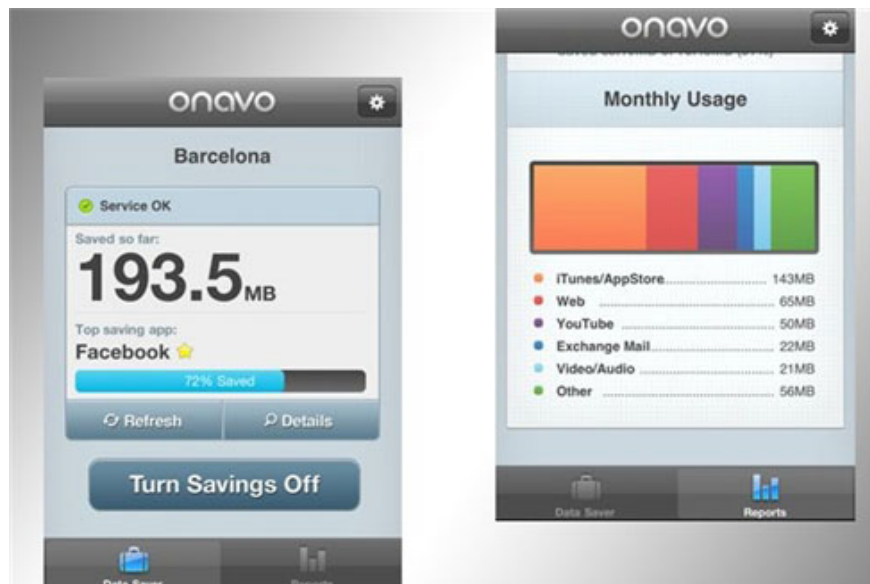 onavo
Barcelona
Service OK
Saved so far:
193.5MB
Top saving app:
Facebook
72% Saved
Refresh Details
Turn Savings Off
Data Saver Reports
onavo
Monthly Usage
iTunes/AppStore 143MB
Web 65MB
YouTube 50MB
Exchange Mail 22MB
Video/Audio 21MB
Other 56MB
Data Saver Reports